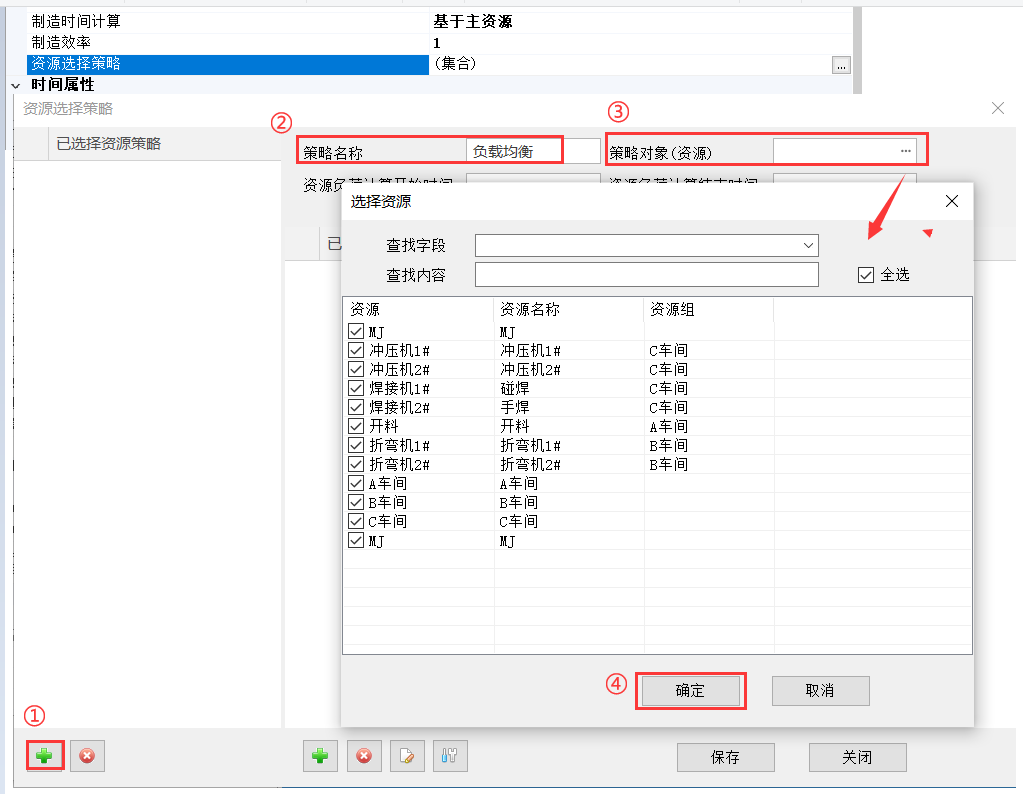 制造时间计算 基于主资源
制造效率 1
资源选择策略 (集合) ...
时间属性
资源选择策略
已选择资源策略
② ③
策略名称 负载均衡 策略对象(资源) ...
资源负荷计算开始时间 资源负荷计算结束时间
选择资源
已
查找字段
查找内容 全选
资源 资源名称 资源组
MJ MJ
冲压机1# 冲压机1# C车间
冲压机2# 冲压机2# C车间
焊接机1# 碰焊 C车间
焊接机2# 手焊 C车间
开料 开料 A车间
折弯机1# 折弯机1# B车间
折弯机2# 折弯机2# B车间
A车间 A车间
B车间 B车间
C车间 C车间
MJ MJ
④ 确定 取消
①
保存 关闭